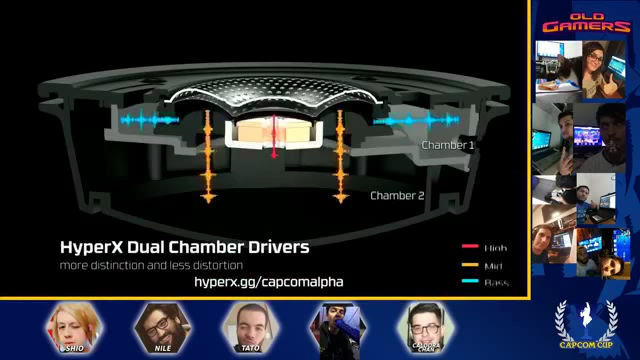 OLD
GAMERS
Chamber 1
Chamber 2
HyperX Dual Chamber Drivers
more distinction and less distortion
hyperx.gg/capcomalpha
High
Mid
Bass
SHIO
NILE
TATO
CHAN
CAPCOM CUP